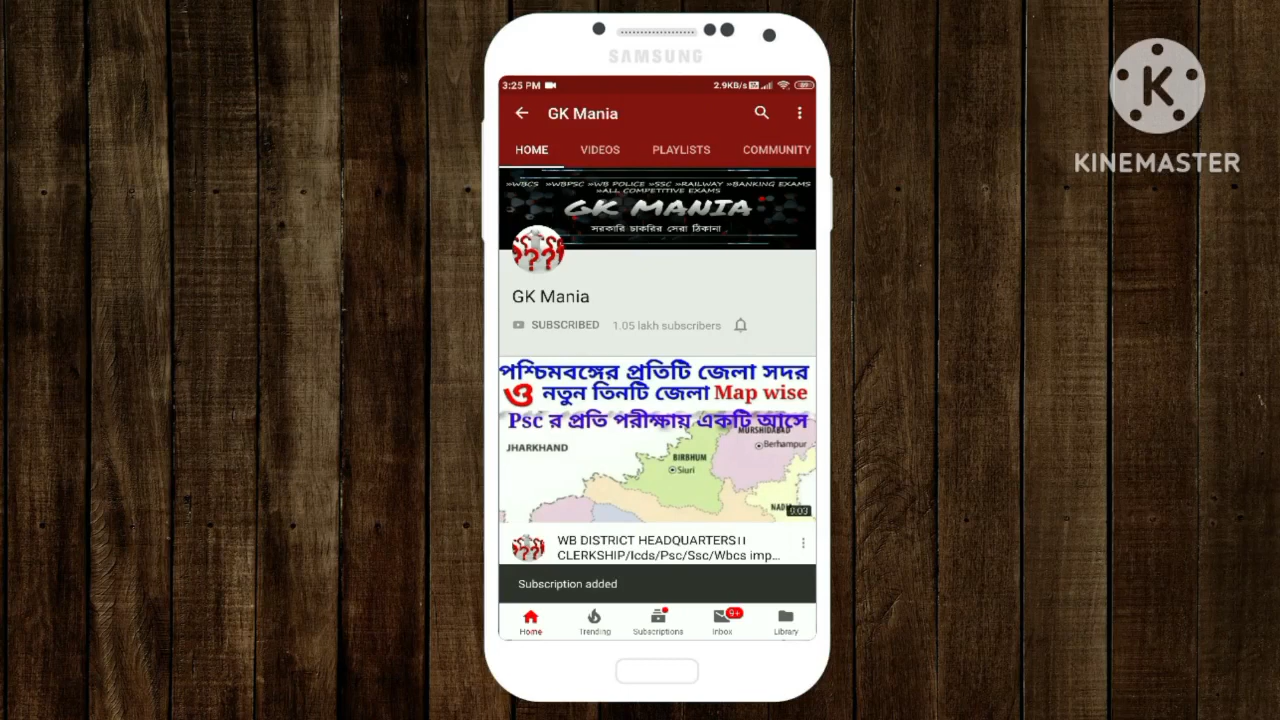 KINEMASTER
SAMSUNG
3:25 PM 2.9KB/s 89
GK Mania
HOME VIDEOS PLAYLISTS COMMUNITY
»WBCS »WBPSC »WB POLICE »SSC »RAILWAY »BANKING EXAMS
»ALL COMPETITIVE EXAMS
GK MANIA
সরকারি চাকরির সেরা ঠিকানা
GK Mania
SUBSCRIBED 1.05 lakh subscribers
পশ্চিমবঙ্গের প্রতিটি জেলা সদর
ও নতুন তিনটি জেলা Map wise
Psc র প্রতি পরীক্ষায় একটি আসে
MURSHIDABAD
JHARKHAND Berhampur
BIRBHUM
Siuri
9:03
WB DISTRICT HEADQUARTERS।।
CLERKSHIP/Icds/Psc/Ssc/Wbcs imp...
Subscription added
9+
Home Trending Subscriptions Inbox Library